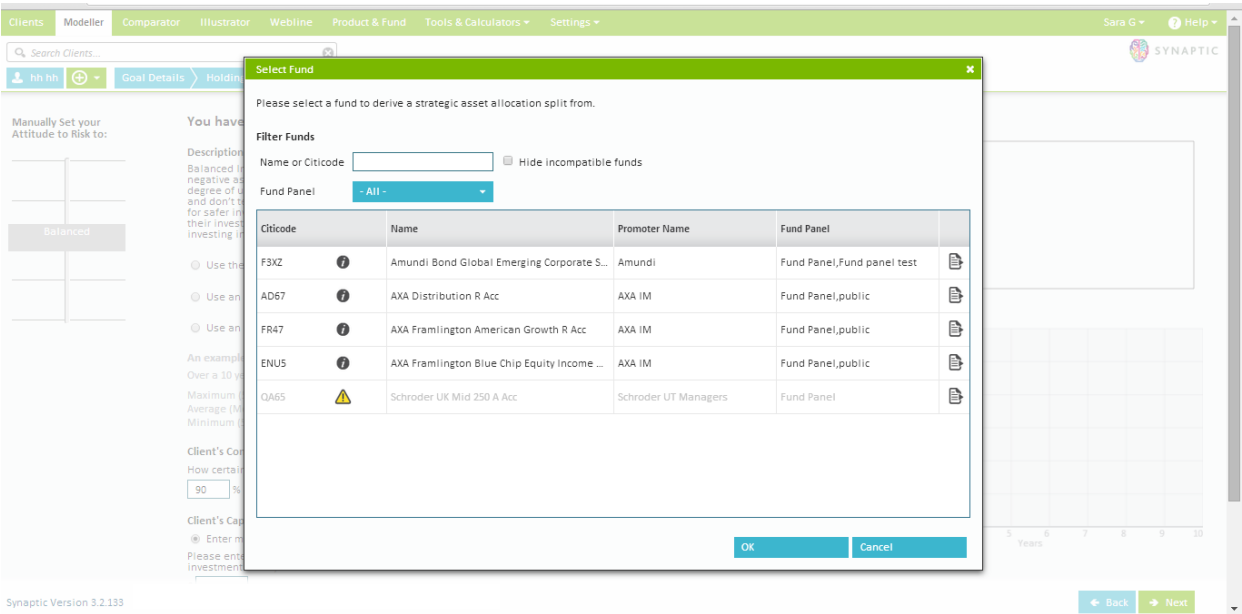 Clients Modeller Comparator Illustrator Webline Product & Fund Tools & Calculators Settings Sara G Help
Search Clients...
SYNAPTIC
hh hh Goal Details Holdin
Select Fund
Please select a fund to derive a strategic asset allocation split from.
Filter Funds
Name or Citicode Hide incompatible funds
Fund Panel - All -
Citicode Name Promoter Name Fund Panel
F3XZ Amundi Bond Global Emerging Corporate S... Amundi Fund Panel,Fund panel test
AD67 AXA Distribution R Acc AXA IM Fund Panel,public
FR47 AXA Framlington American Growth R Acc AXA IM Fund Panel,public
ENU5 AXA Framlington Blue Chip Equity Income ... AXA IM Fund Panel,public
QA65 Schroder UK Mid 250 A Acc Schroder UT Managers Fund Panel
OK Cancel
Manually Set your
Attitude to Risk to:
Balanced
You have
Description
Balanced In
negative as
degree of u
and don't t
for safer in
their invest
investing in
Use the
Use an
Use an
An example
Over a 10 ye
Maximum (
Average (M
Minimum (
Client's Con
How certain
90 %
Client's Cap
Enter m
Please ente
investment
5 6 7 8 9 10
Years
Synaptic Version 3.2.133
Back Next